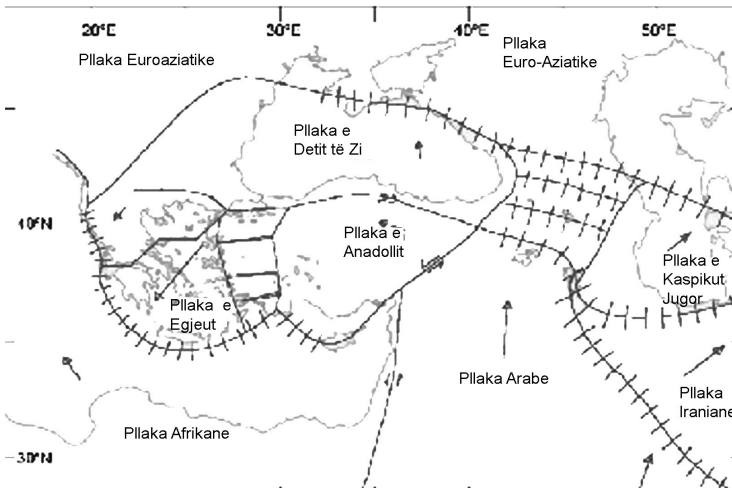 20°E 30°E 40°E 50°E
Pllaka Euroaziatike
Pllaka
Euro-Aziatike
Pllaka e
Detit të Zi
40°N
Pllaka e
Anadollit
Pllaka e
Kaspikut
Jugor
Pllaka e
Egjeut
Pllaka Arabe
Pllaka
Iraniane
Pllaka Afrikane
30°N